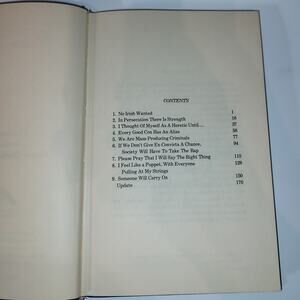 CONTENTS
1. No Irish Wanted 1
2. In Persecution There Is Strength 18
3. I Thought Of Myself As A Heretic Until.... 37
4. Every Good Con Has An Alias 58
5. We Are Mass-Producing Criminals 77
6. If We Don't Give Ex Convicts A Chance, 94
Society Will Have To Take The Rap
7. Please Pray That I Will Say The Right Thing 110
8. I Feel Like a Puppet, With Everyone 128
Pulling At My Strings
9. Someone Will Carry On 150
Update 170